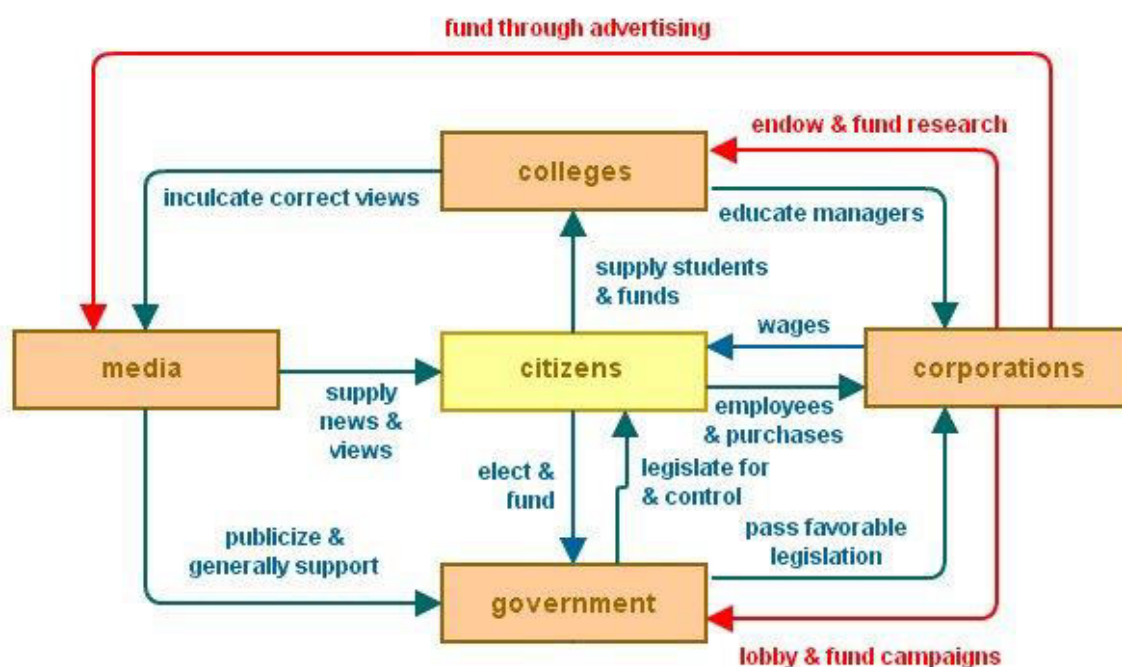 fund through advertising
endow & fund research
colleges
inculcate correct views
educate managers
supply students
& funds
wages
media
citizens
corporations
supply
news &
views
employees
& purchases
elect &
fund
legislate for
& control
publicize &
generally support
pass favorable
legislation
government
lobby & fund campaigns